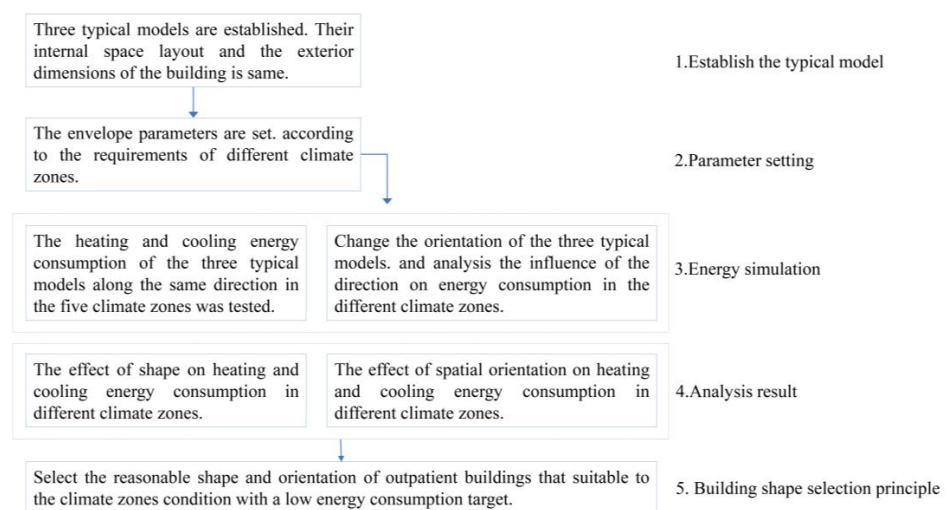 Three typical models are established. Their
internal space layout and the exterior
dimensions of the building is same.
1.Establish the typical model
The envelope parameters are set. according
to the requirements of different climate
zones.
2.Parameter setting
The heating and cooling energy
consumption of the three typical
models along the same direction in
the five climate zones was tested.
Change the orientation of the three typical
models. and analysis the influence of the
direction on energy consumption in the
different climate zones.
3.Energy simulation
The effect of shape on heating and
cooling energy consumption in
different climate zones.
The effect of spatial orientation on heating
and cooling energy consumption in
different climate zones.
4.Analysis result
Select the reasonable shape and orientation of outpatient buildings that suitable to
the climate zones condition with a low energy consumption target.
5. Building shape selection principle